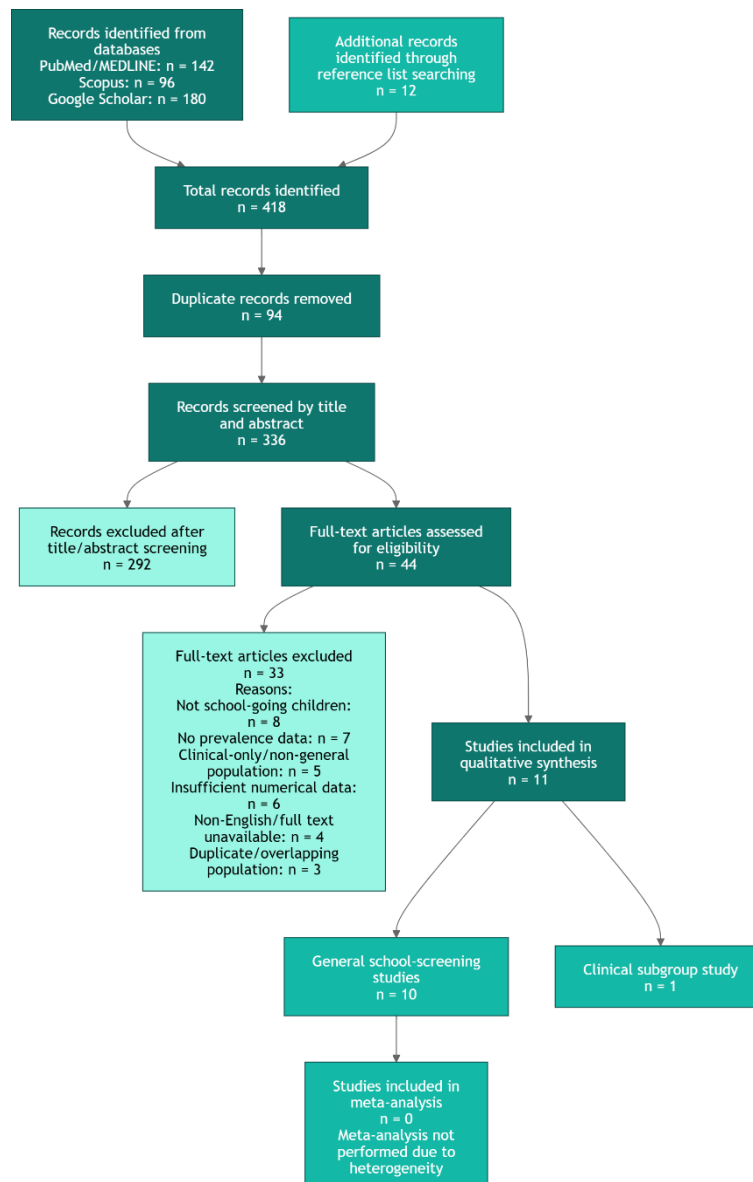 Records identified from
databases
PubMed/MEDLINE: n = 142
Scopus: n = 96
Google Scholar: n = 180
Additional records
identified through
reference list searching
n = 12
Total records identified
n = 418
Duplicate records removed
n = 94
Records screened by title
and abstract
n = 336
Records excluded after
title/abstract screening
n = 292
Full-text articles assessed
for eligibility
n = 44
Full-text articles excluded
n = 33
Reasons:
Not school-going children:
n = 8
No prevalence data: n = 7
Clinical-only/non-general
population: n = 5
Insufficient numerical data:
n = 6
Non-English/full text
unavailable: n = 4
Duplicate/overlapping
population: n = 3
Studies included in
qualitative synthesis
n = 11
General school-screening
studies
n = 10
Clinical subgroup study
n = 1
Studies included in
meta-analysis
n = 0
Meta-analysis not
performed due to
heterogeneity